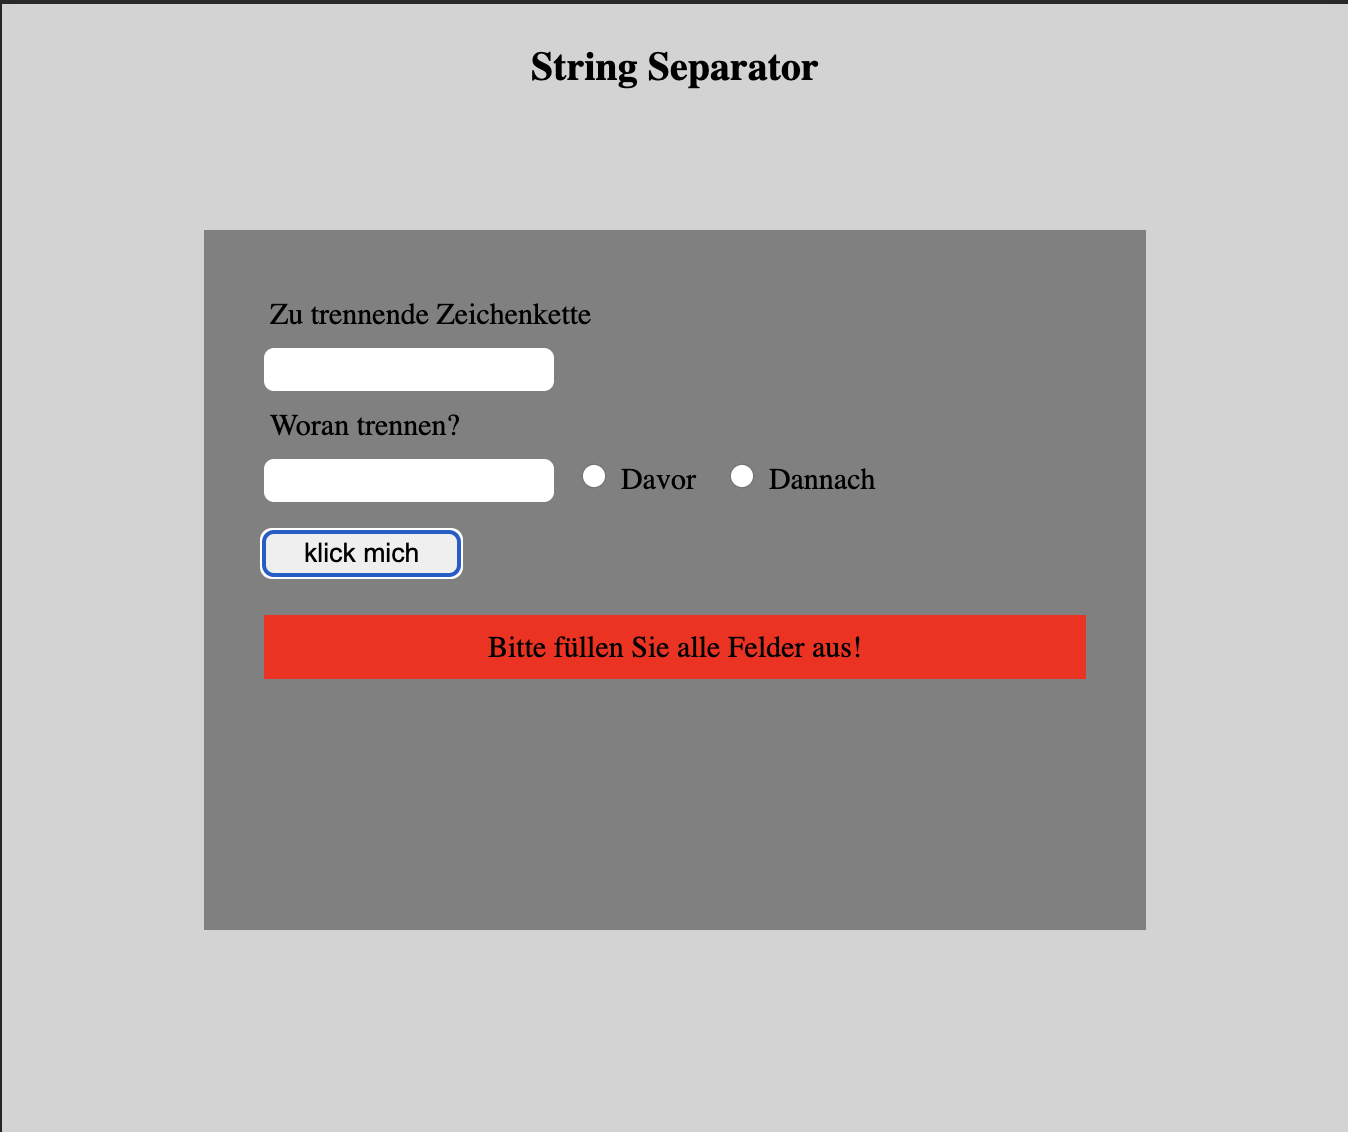 String Separator
Zu trennende Zeichenkette
Woran trennen?
Davor Dannach
klick mich
Bitte füllen Sie alle Felder aus!